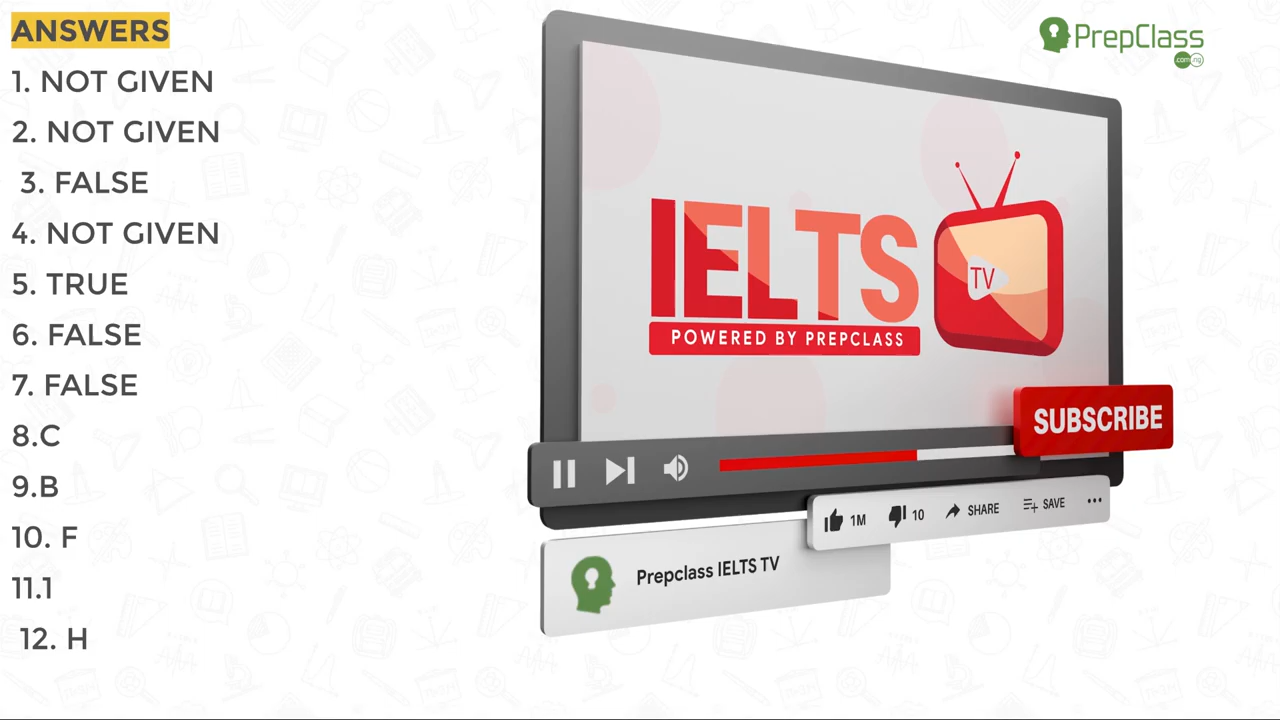 ANSWERS
1. NOT GIVEN
2. NOT GIVEN
3. FALSE
4. NOT GIVEN
5. TRUE
6. FALSE
7. FALSE
8.C
9.B
10. F
11.1
12. H
PrepClass
.com.ng
IELTS
TV
POWERED BY PREPCLASS
SUBSCRIBE
1M
10
SHARE
SAVE
Prepclass IELTS TV